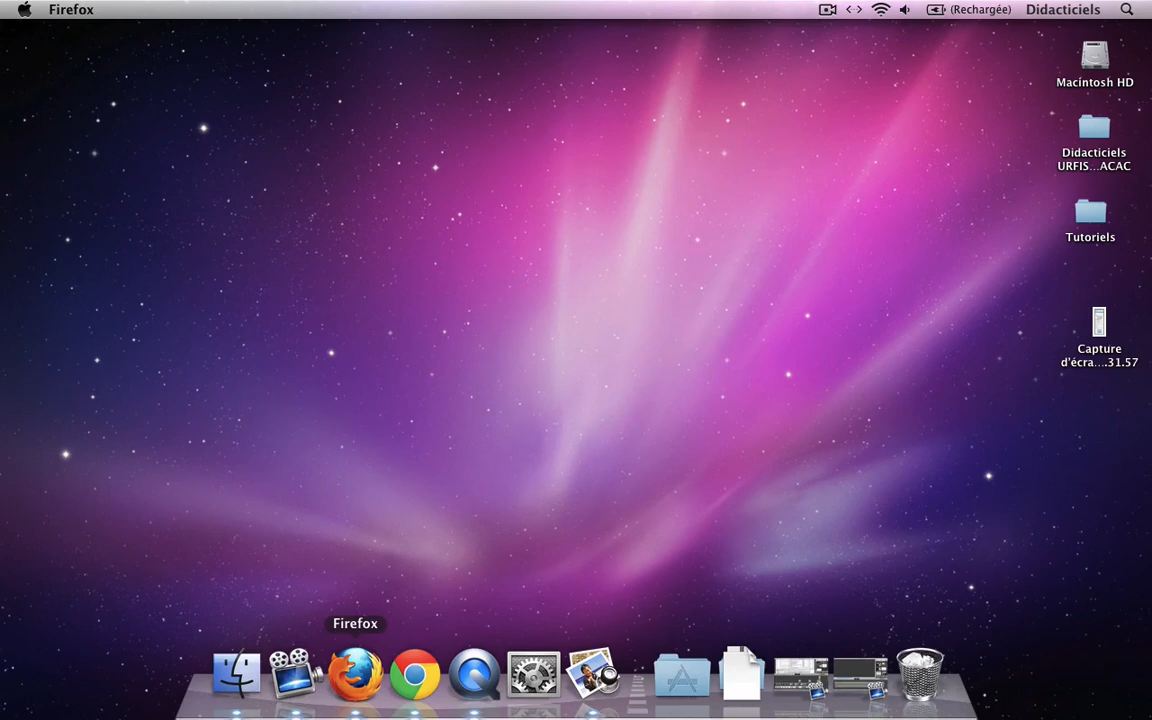 Firefox
(Rechargée)
Didacticiels
Macintosh HD
Didacticiels
URFIS...ACAC
Tutoriels
Capture
d'écra....31.57
Firefox